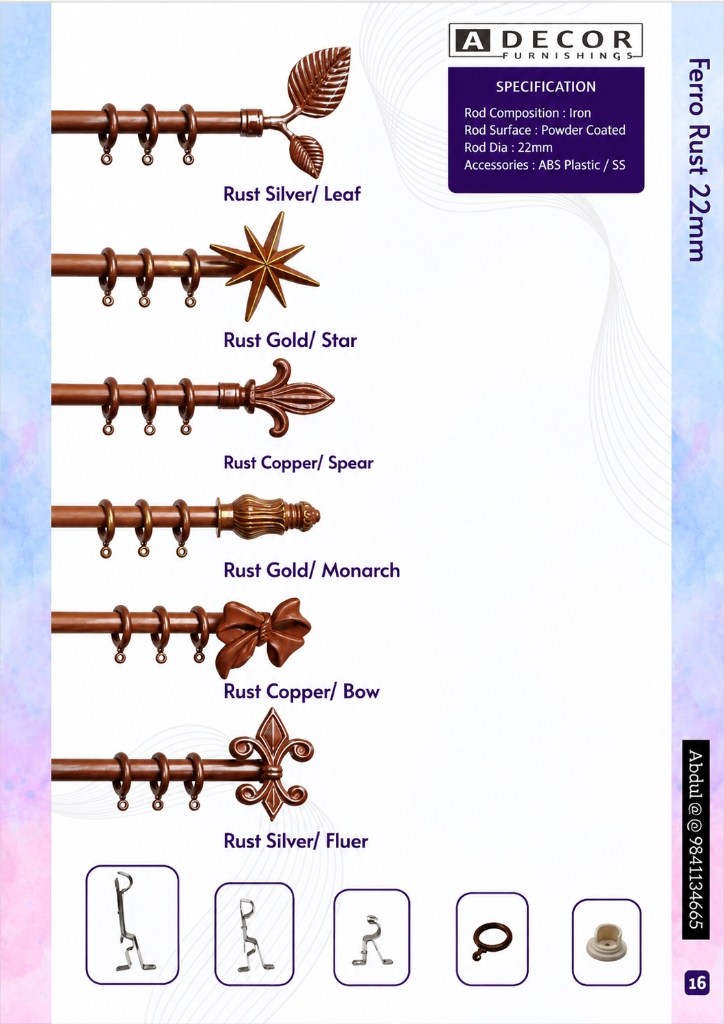 A DECOR
FURNISHINGS
SPECIFICATION
Rod Composition : Iron
Rod Surface : Powder Coated
Rod Dia : 22mm
Accessories : ABS Plastic / SS
Ferro Rust 22mm
Rust Silver/ Leaf
Rust Gold/ Star
Rust Copper/ Spear
Rust Gold/ Monarch
Rust Copper/ Bow
Rust Silver/ Fluer
Abdul @@ 9841134665
16